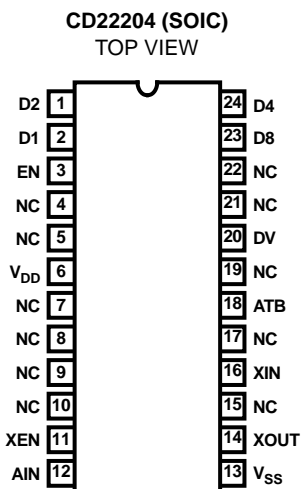 CD22204 (SOIC)
TOP VIEW
D2 1 24 D4
D1 2 23 D8
EN 3 22 NC
NC 4 21 NC
NC 5 20 DV
VDD 6 19 NC
NC 7 18 ATB
NC 8 17 NC
NC 9 16 XIN
NC 10 15 NC
XEN 11 14 XOUT
AIN 12 13 VSS